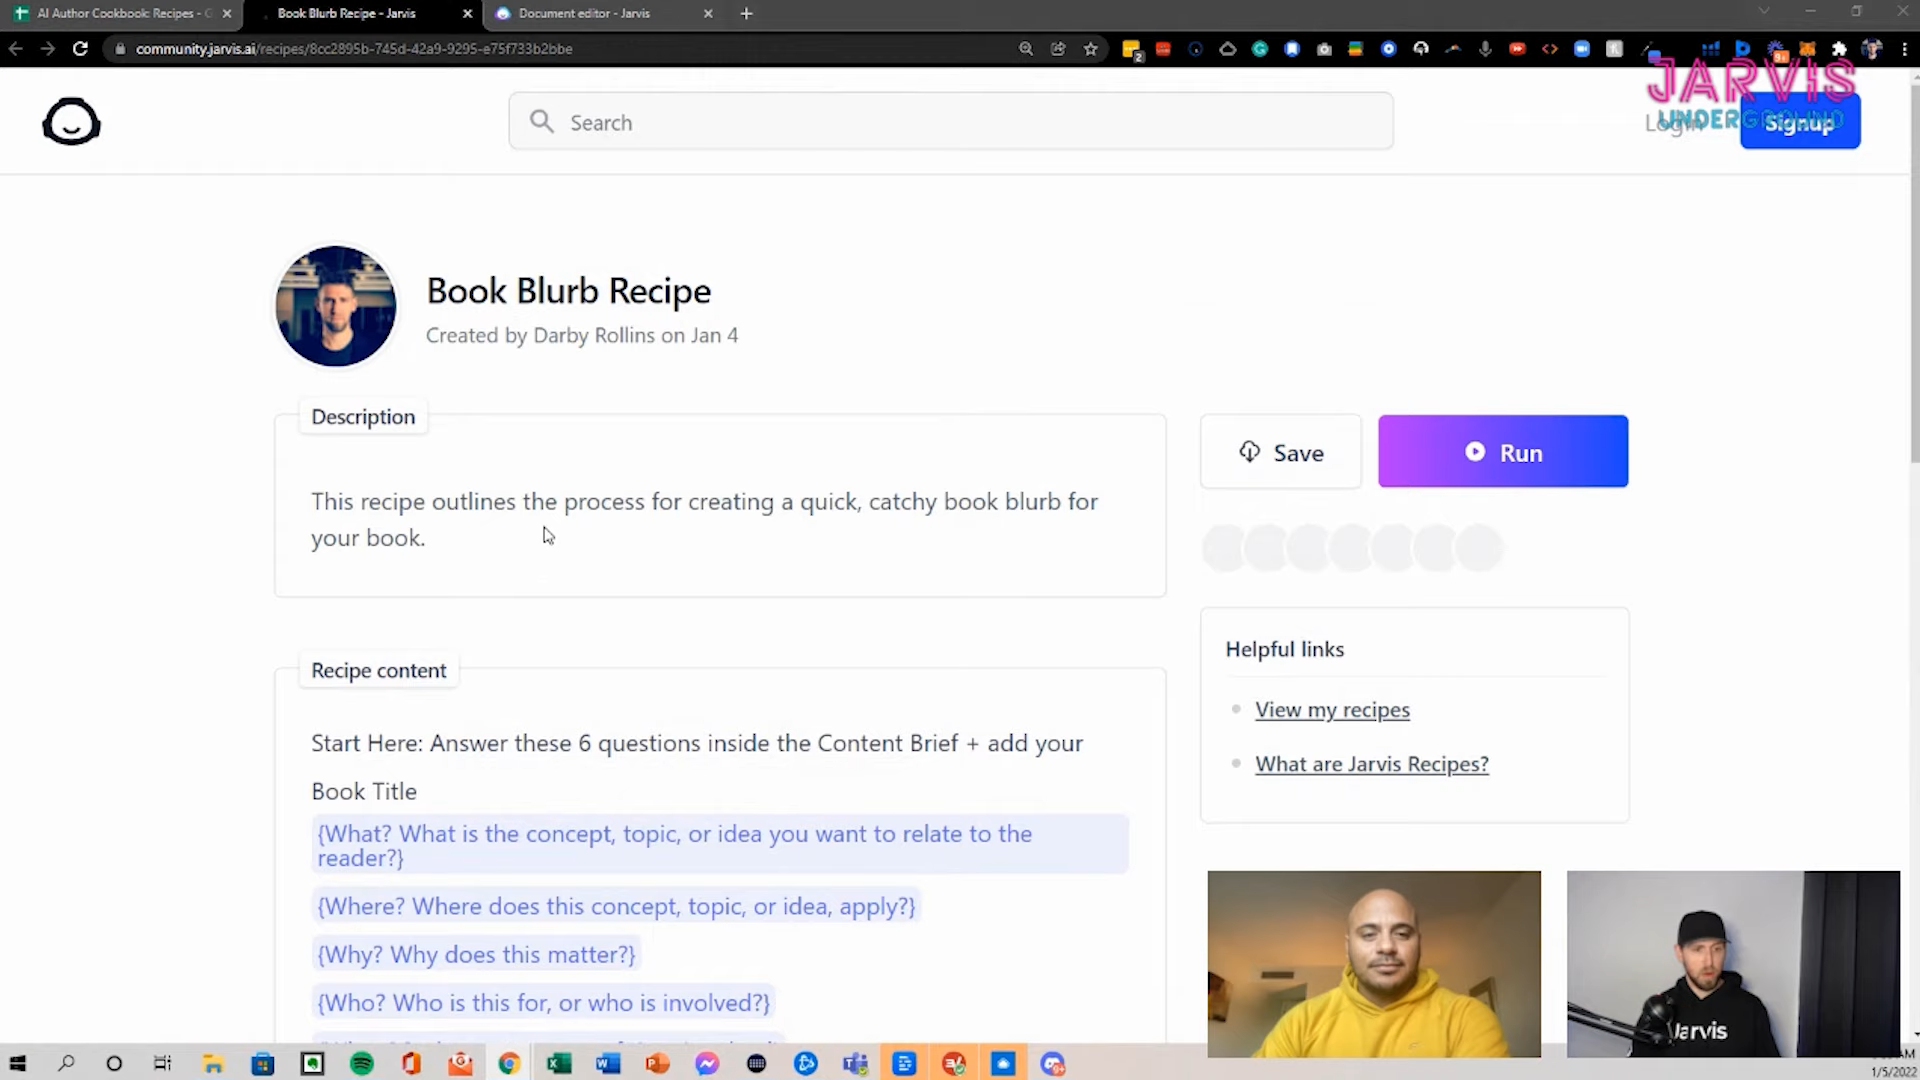 AI Author Cookbook: Recipes - G
Book Blurb Recipe - Jarvis
Document editor - Jarvis
community.jarvis.ai/recipes/8cc2895b-745d-42a9-9295-e75f733b2bbe
JARVIS
UNDERGROUND
Search
Login
Signup
Book Blurb Recipe
Created by Darby Rollins on Jan 4
Description
Save
Run
This recipe outlines the process for creating a quick, catchy book blurb for
your book.
Helpful links
Recipe content
View my recipes
Start Here: Answer these 6 questions inside the Content Brief + add your
What are Jarvis Recipes?
Book Title
{What? What is the concept, topic, or idea you want to relate to the
reader?}
{Where? Where does this concept, topic, or idea, apply?}
{Why? Why does this matter?}
{Who? Who is this for, or who is involved?}
Jarvis
AM
1/5/2022